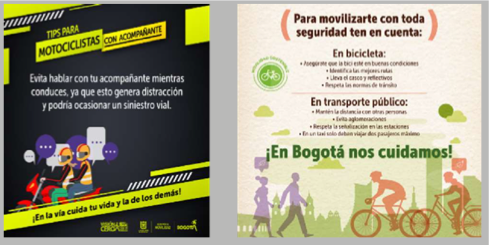 TIPS PARA
MOTOCICLISTAS
CON ACOMPAÑANTE
Evita hablar con tu acompañante mientras
conduces, ya que esto genera distracción
y podría ocasionar un siniestro vial.
¡En la vía cuida tu vida y la de los demás!
BOGOTÁ
Para movilizarte con toda
seguridad ten en cuenta:
En bicicleta:
• Asegúrate que la bici esté en buenas condiciones
• Identifica las mejores rutas
• Lleva el casco y reflectivos
• Respeta las normas de tránsito
En transporte público:
• Mantén la distancia con otras personas
• Evita aglomeraciones
• Respeta la señalización en las estaciones
• En un taxi solo deben viajar dos pasajeros máximo
¡En Bogotá nos cuidamos!